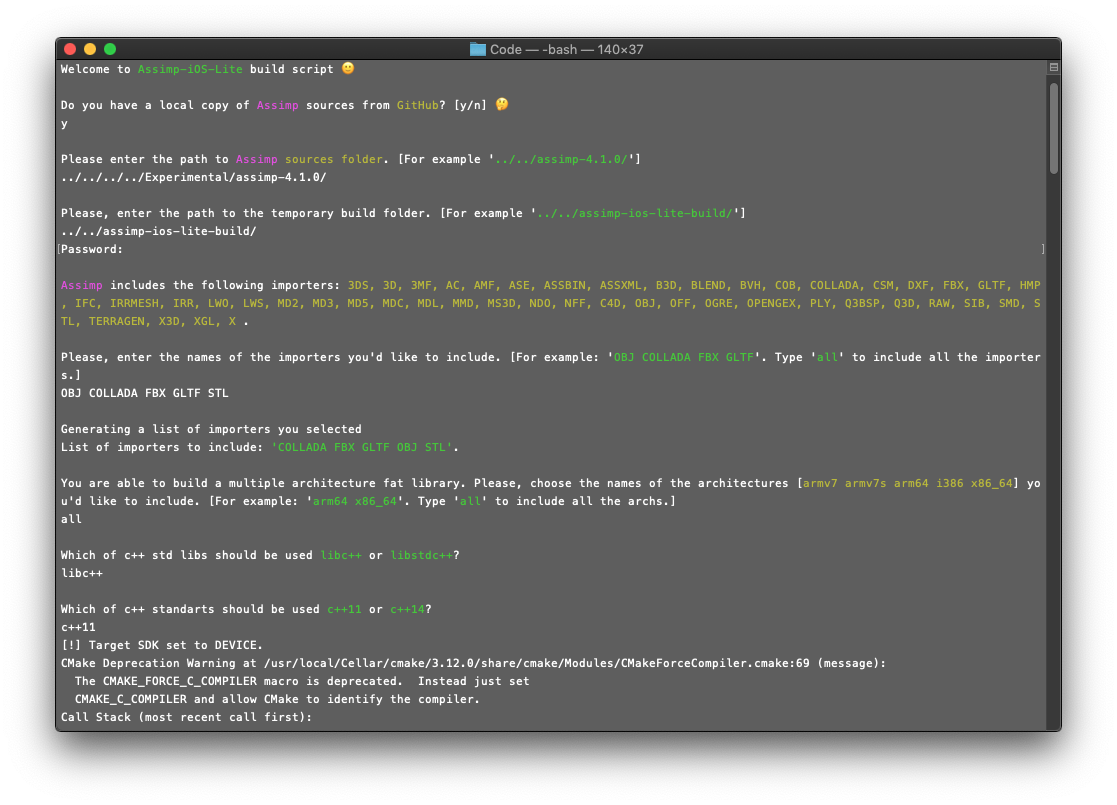 Code — -bash — 140×37
Welcome to Assimp-iOS-Lite build script 🙂
Do you have a local copy of Assimp sources from GitHub? [y/n] 🤔
y
Please enter the path to Assimp sources folder. [For example '../../assimp-4.1.0/']
../../../../Experimental/assimp-4.1.0/
Please, enter the path to the temporary build folder. [For example '../../assimp-ios-lite-build/']
../../assimp-ios-lite-build/
[Password: ]
Assimp includes the following importers: 3DS, 3D, 3MF, AC, AMF, ASE, ASSBIN, ASSXML, B3D, BLEND, BVH, COB, COLLADA, CSM, DXF, FBX, GLTF, HMP
, IFC, IRRMESH, IRR, LWO, LWS, MD2, MD3, MD5, MDC, MDL, MMD, MS3D, NDO, NFF, C4D, OBJ, OFF, OGRE, OPENGEX, PLY, Q3BSP, Q3D, RAW, SIB, SMD, S
TL, TERRAGEN, X3D, XGL, X .
Please, enter the names of the importers you'd like to include. [For example: 'OBJ COLLADA FBX GLTF'. Type 'all' to include all the importer
s.]
OBJ COLLADA FBX GLTF STL
Generating a list of importers you selected
List of importers to include: 'COLLADA FBX GLTF OBJ STL'.
You are able to build a multiple architecture fat library. Please, choose the names of the architectures [armv7 armv7s arm64 i386 x86_64] yo
u'd like to include. [For example: 'arm64 x86_64'. Type 'all' to include all the archs.]
all
Which of c++ std libs should be used libc++ or libstdc++?
libc++
Which of c++ standarts should be used c++11 or c++14?
c++11
[!] Target SDK set to DEVICE.
CMake Deprecation Warning at /usr/local/Cellar/cmake/3.12.0/share/cmake/Modules/CMakeForceCompiler.cmake:69 (message):
The CMAKE_FORCE_C_COMPILER macro is deprecated.  Instead just set
CMAKE_C_COMPILER and allow CMake to identify the compiler.
Call Stack (most recent call first):